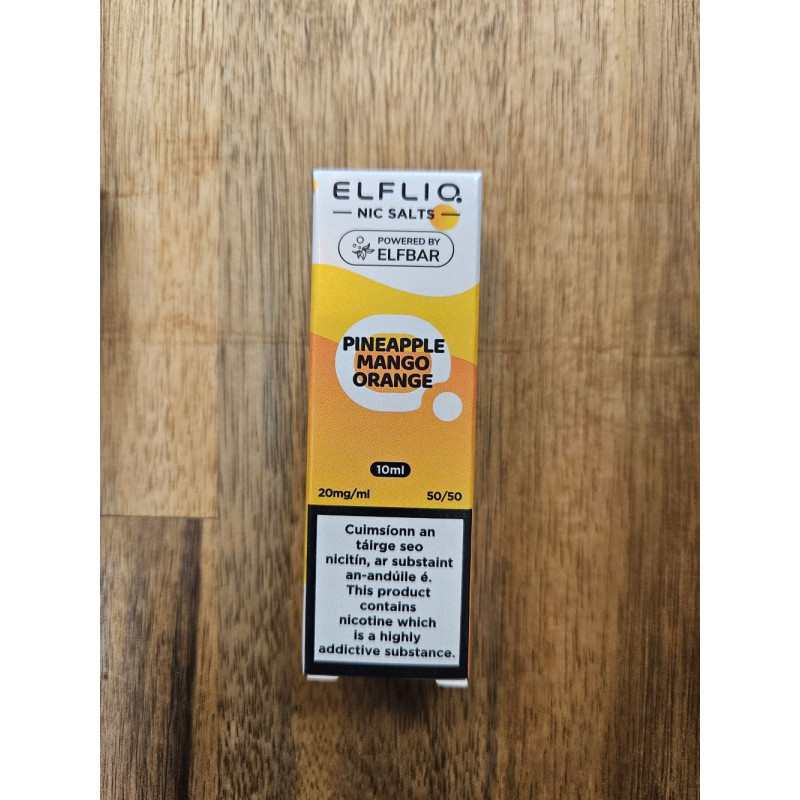 ELFLIQ
NIC SALTS
POWERED BY
ELFBAR
PINEAPPLE
MANGO
ORANGE
10ml
20mg/ml 50/50
Cuimsíonn an
táirge seo
nicitín, ar substaint
an-andúile é.
This product
contains
nicotine which
is a highly
addictive substance.